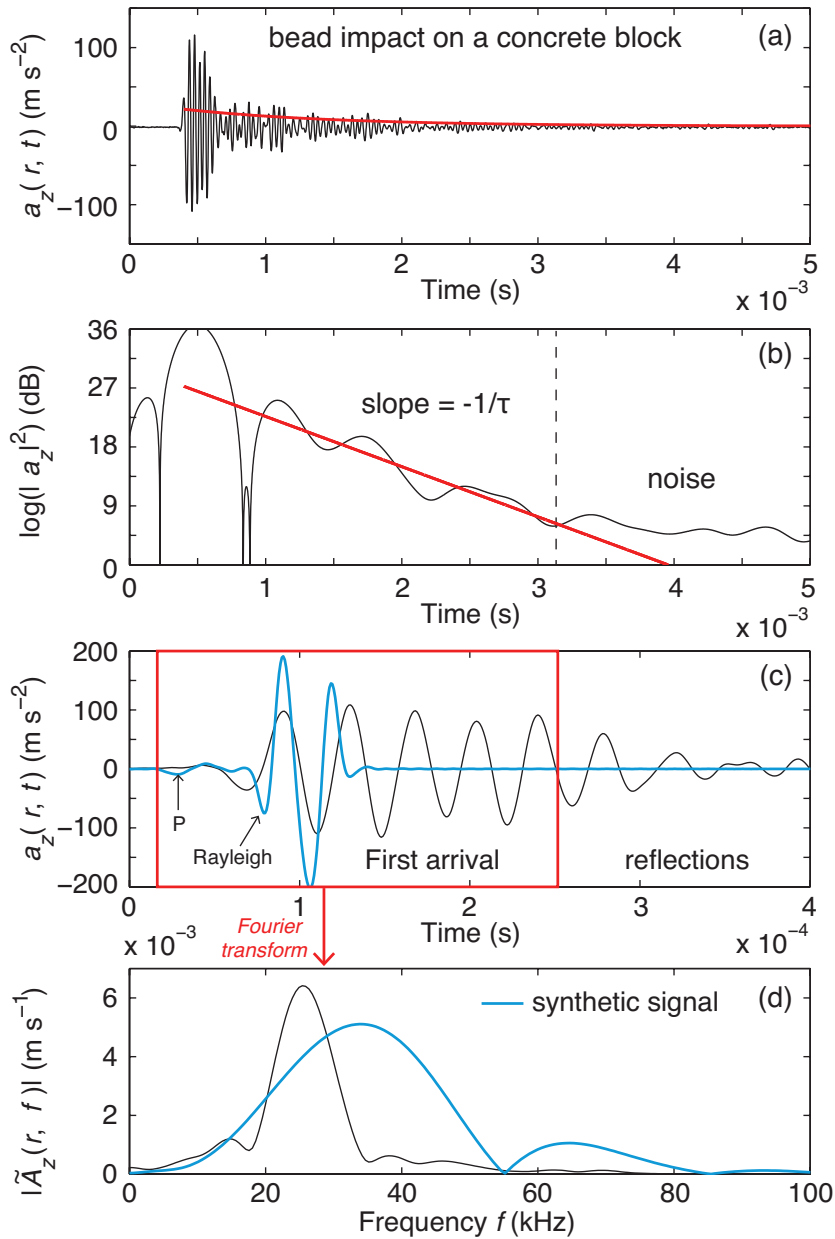 bead impact on a concrete block
(a)
a_z(r, t) (m s⁻²)
100
0
−100
0
1
2
3
4
5
Time (s)
x 10⁻³
(b)
log(| a_z|²) (dB)
36
27
18
9
0
slope = -1/τ
noise
0
1
2
3
4
5
Time (s)
x 10⁻³
(c)
a_z(r, t) (m s⁻²)
200
100
0
−100
−200
P
Rayleigh
First arrival
reflections
0
1
2
3
4
Time (s)
x 10⁻⁴
Fourier
transform
x 10⁻³
(d)
synthetic signal
|Ã_z(r, f)| (m s⁻¹)
6
4
2
0
0
20
40
60
80
100
Frequency f (kHz)